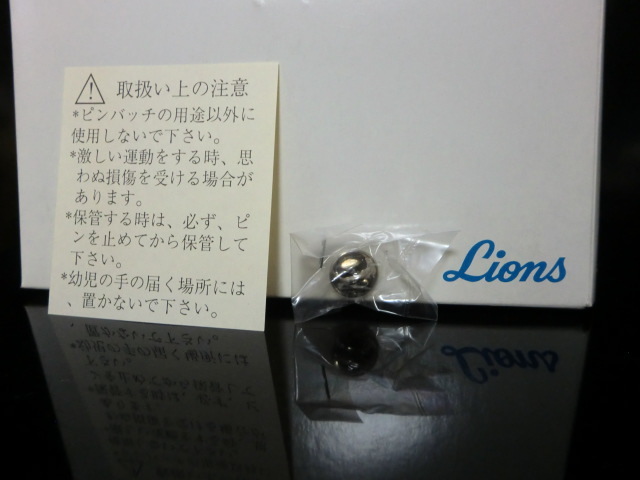 取扱い上の注意
*ピンバッチの用途以外に
使用しないで下さい。
*激しい運動をする時、思
わぬ損傷を受ける場合が
あります。
*保管する時は、必ず、ピ
ンを止めてから保管して
下さい。
*幼児の手の届く場所には
、置かないで下さい。
Lions